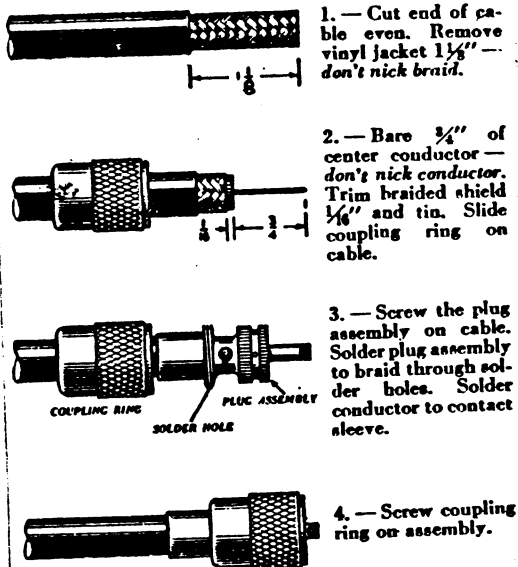 1. — Cut end of ca-
ble even. Remove
vinyl jacket 1⅛" —
don't nick braid.
1 1/8
2. — Bare ¾" of
center conductor —
don't nick conductor.
Trim braided shield
1/16" and tin. Slide
coupling ring on
cable.
1/16 3/4
3. — Screw the plug
assembly on cable.
Solder plug assembly
to braid through sol-
der holes. Solder
conductor to contact
sleeve.
COUPLING RING
PLUG ASSEMBLY
SOLDER HOLE
4. — Screw coupling
ring on assembly.